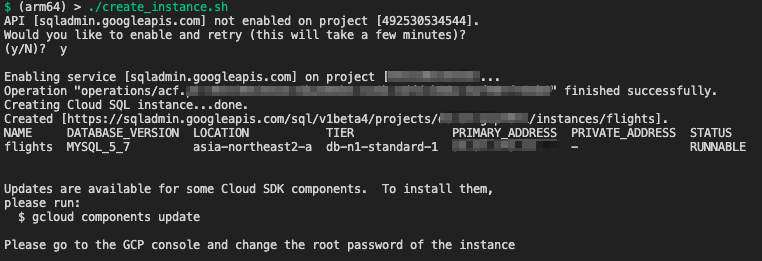 $ (arm64) > ./create_instance.sh
API [sqladmin.googleapis.com] not enabled on project [492530534544].
Would you like to enable and retry (this will take a few minutes)?
(y/N)?  y
Enabling service [sqladmin.googleapis.com] on project [...
Operation "operations/acf." finished successfully.
Creating Cloud SQL instance...done.
Created [https://sqladmin.googleapis.com/sql/v1beta4/projects/ /instances/flights].
NAME     DATABASE_VERSION  LOCATION           TIER              PRIMARY_ADDRESS  PRIVATE_ADDRESS  STATUS
flights  MYSQL_5_7         asia-northeast2-a  db-n1-standard-1                   -                RUNNABLE
Updates are available for some Cloud SDK components.  To install them,
please run:
  $ gcloud components update
Please go to the GCP console and change the root password of the instance